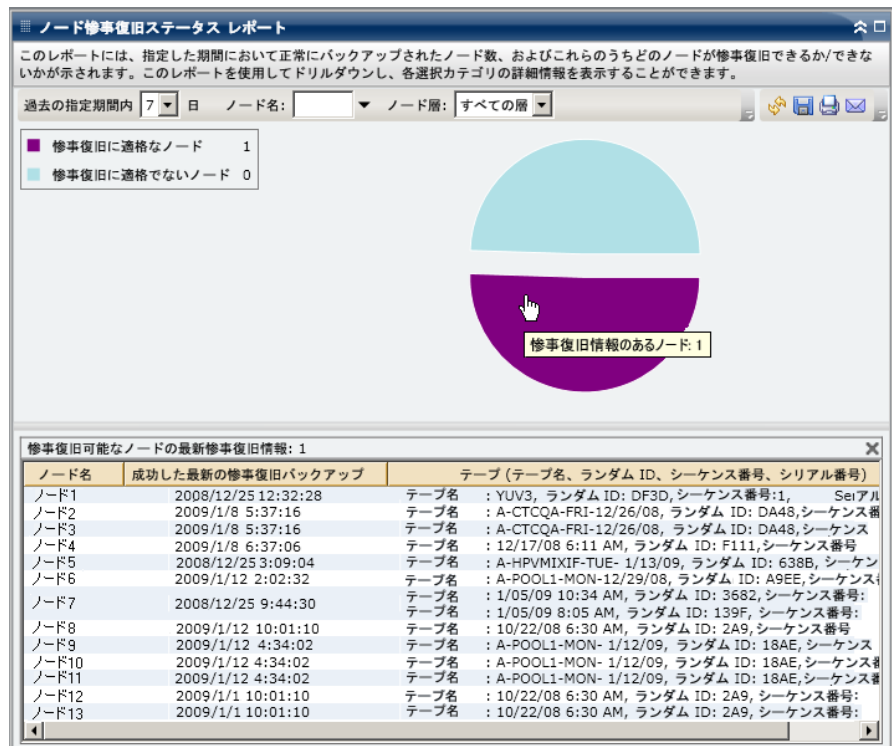 ノード惨事復旧ステータス レポート
このレポートには、指定した期間において正常にバックアップされたノード数、およびこれらのうちどのノードが惨事復旧できるか/できな
いかが示されます。このレポートを使用してドリルダウンし、各選択カテゴリの詳細情報を表示することができます。
過去の指定期間内 7 日 ノード名: ノード層: すべての層
惨事復旧に適格なノード 1
惨事復旧に適格でないノード 0
惨事復旧情報のあるノード: 1
惨事復旧可能なノードの最新惨事復旧情報: 1
ノード名 成功した最新の惨事復旧バックアップ テープ (テープ名、ランダム ID、シーケンス番号、シリアル番号)
ノード1 2008/12/25 12:32:28 テープ名 : YUV3, ランダム ID: DF3D, シーケンス番号:1, Seiアル
ノード2 2009/1/8 5:37:16 テープ名 : A-CTCQA-FRI-12/26/08, ランダム ID: DA48,シーケンス番
ノード3 2009/1/8 5:37:16 テープ名 : A-CTCQA-FRI-12/26/08, ランダム ID: DA48,シーケンス
ノード4 2009/1/8 6:37:06 テープ名 : 12/17/08 6:11 AM, ランダム ID: F111,シーケンス番号
ノード5 2008/12/25 3:09:04 テープ名 : A-HPVMIXIF-TUE- 1/13/09, ランダム ID: 638B, シーケン
ノード6 2009/1/12 2:02:32 テープ名 : A-POOL1-MON-12/29/08, ランダム ID: A9EE,シーケンス
ノード7 2008/12/25 9:44:30 テープ名 : 1/05/09 10:34 AM, ランダム ID: 3682,シーケンス番号:
テープ名 : 1/05/09 8:05 AM, ランダム ID: 139F, シーケンス番号:
ノード8 2009/1/12 10:01:10 テープ名 : 10/22/08 6:30 AM, ランダム ID: 2A9,シーケンス番号
ノード9 2009/1/12 4:34:02 テープ名 : A-POOL1-MON- 1/12/09, ランダム ID: 18AE, シーケンス
ノード10 2009/1/12 4:34:02 テープ名 : A-POOL1-MON- 1/12/09, ランダム ID: 18AE,シーケンス番
ノード11 2009/1/12 4:34:02 テープ名 : A-POOL1-MON- 1/12/09, ランダム ID: 18AE,シーケンス番
ノード12 2009/1/1 10:01:10 テープ名 : 10/22/08 6:30 AM, ランダム ID: 2A9, シーケンス番号:
ノード13 2009/1/1 10:01:10 テープ名 : 10/22/08 6:30 AM, ランダム ID: 2A9, シーケンス番号: